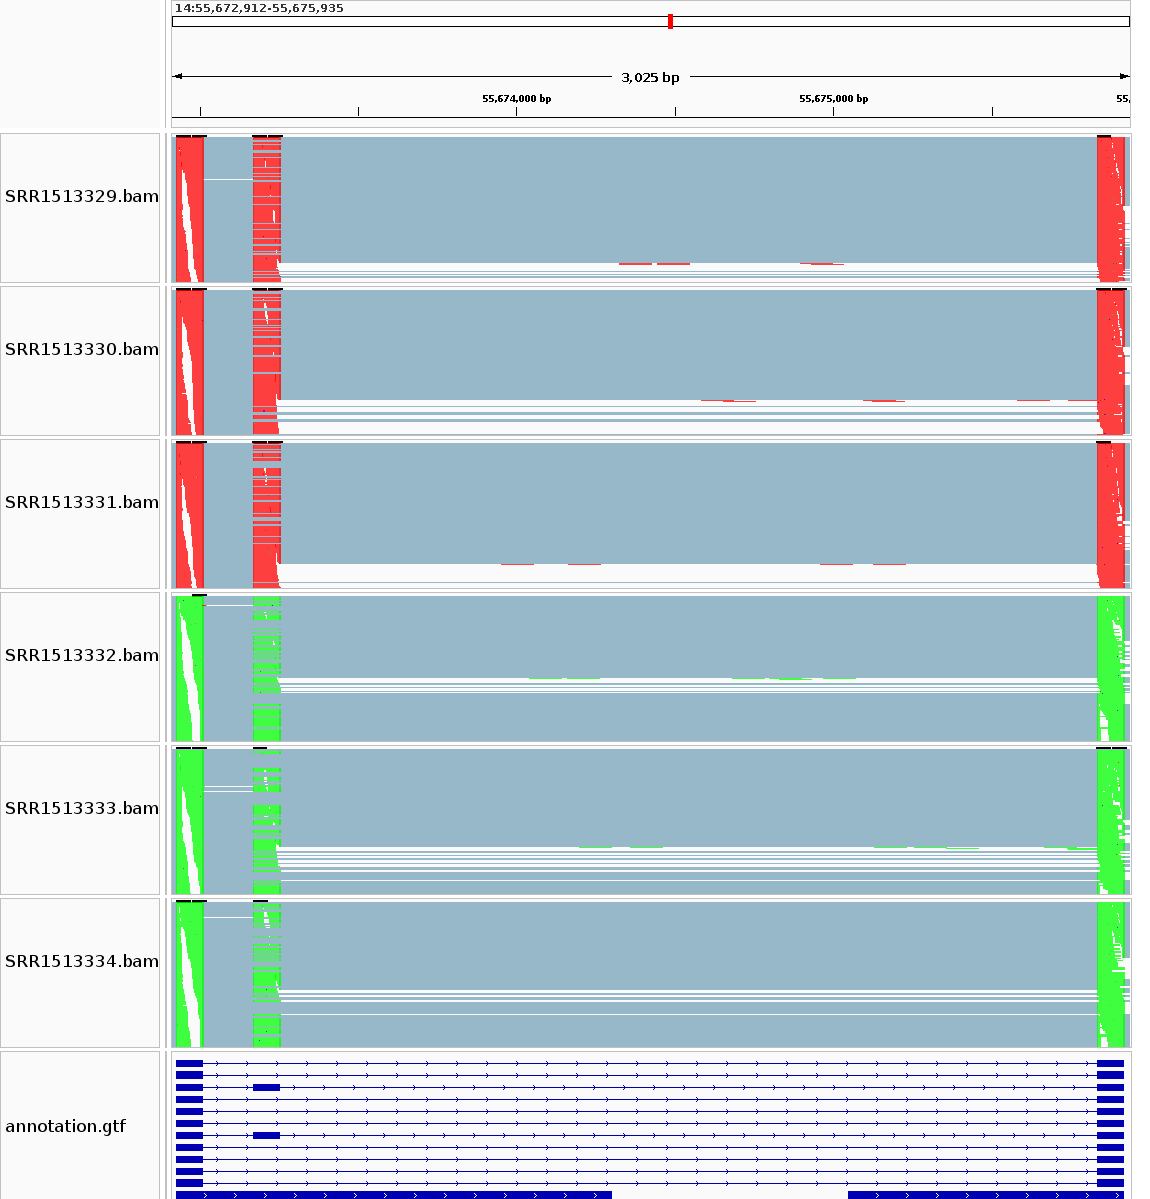 14:55,672,912-55,675,935
3,025 bp
55,674,000 bp
55,675,000 bp
55,
SRR1513329.bam
SRR1513330.bam
SRR1513331.bam
SRR1513332.bam
SRR1513333.bam
SRR1513334.bam
annotation.gtf